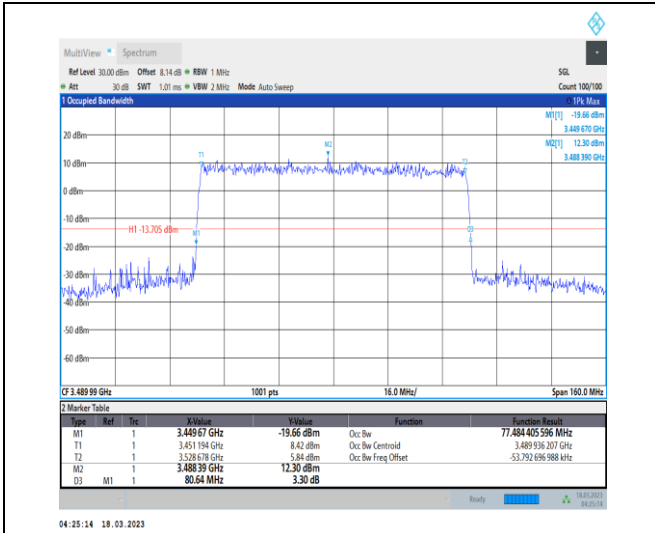 MultiView Spectrum
Ref Level 30.00 dBm Offset 8.14 dB RBW 1 MHz SGL
Att 30 dB SWT 1.01 ms VBW 2 MHz Mode Auto Sweep Count 100/100
1 Occupied Bandwidth 1Pk Max
M1[1] -19.66 dBm
3.449 670 GHz
M2[1] 12.30 dBm
3.488 390 GHz
20 dBm
M2
T1
T2
10 dBm
0 dBm
-10 dBm
H1 -13.705 dBm
M1
D3
-20 dBm
-30 dBm
-40 dBm
-50 dBm
-60 dBm
CF 3.489 99 GHz 1001 pts 16.0 MHz/ Span 160.0 MHz
2 Marker Table
Type Ref Trc X-Value Y-Value Function Function Result
M1 1 3.449 67 GHz -19.66 dBm Occ Bw 77.484 405 596 MHz
T1 1 3.451 194 GHz 8.42 dBm Occ Bw Centroid 3.489 936 207 GHz
T2 1 3.528 678 GHz 5.84 dBm Occ Bw Freq Offset -53.792 696 988 kHz
M2 1 3.488 39 GHz 12.30 dBm
D3 M1 1 80.64 MHz 3.30 dB
Ready 18.03.2023
04:25:14
04:25:14 18.03.2023